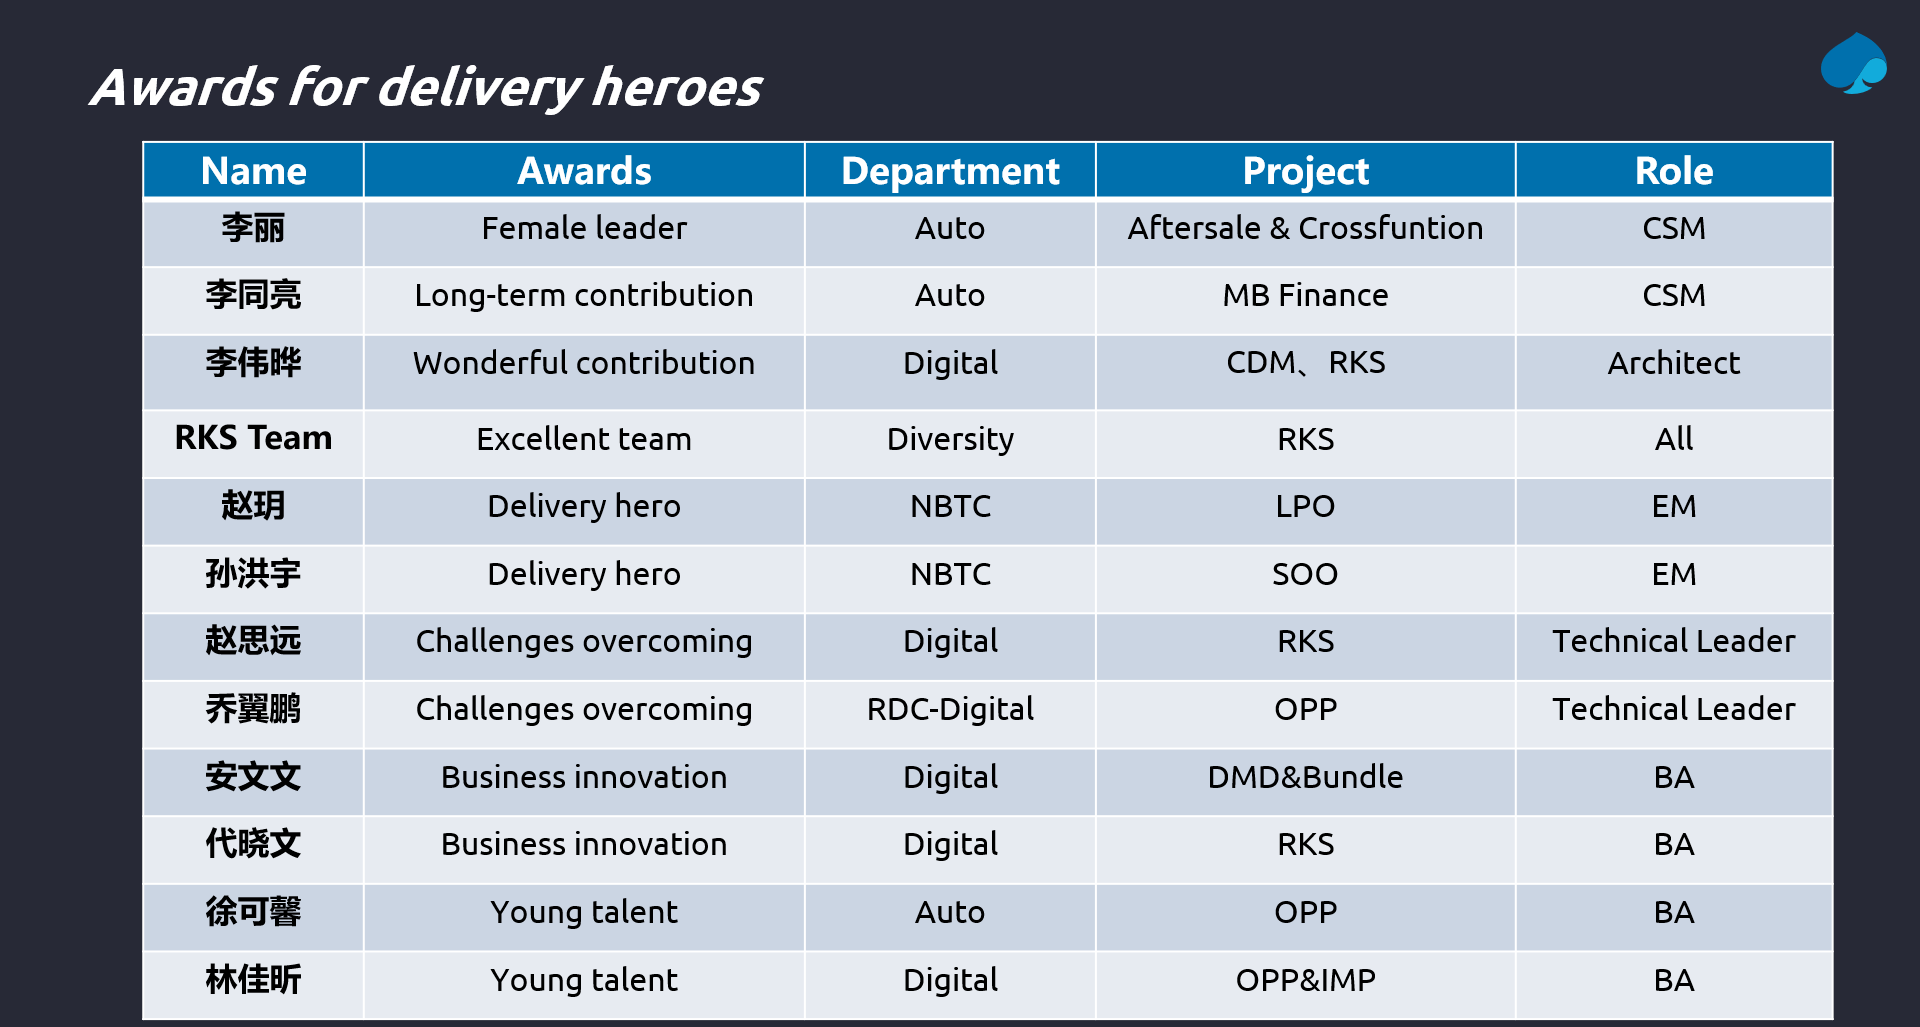 Awards for delivery heroes
Name Awards Department Project Role
李丽 Female leader Auto Aftersale & Crossfuntion CSM
李同亮 Long-term contribution Auto MB Finance CSM
李伟晔 Wonderful contribution Digital CDM、RKS Architect
RKS Team Excellent team Diversity RKS All
赵玥 Delivery hero NBTC LPO EM
孙洪宇 Delivery hero NBTC SOO EM
赵思远 Challenges overcoming Digital RKS Technical Leader
乔翼鹏 Challenges overcoming RDC-Digital OPP Technical Leader
安文文 Business innovation Digital DMD&Bundle BA
代晓文 Business innovation Digital RKS BA
徐可馨 Young talent Auto OPP BA
林佳昕 Young talent Digital OPP&IMP BA